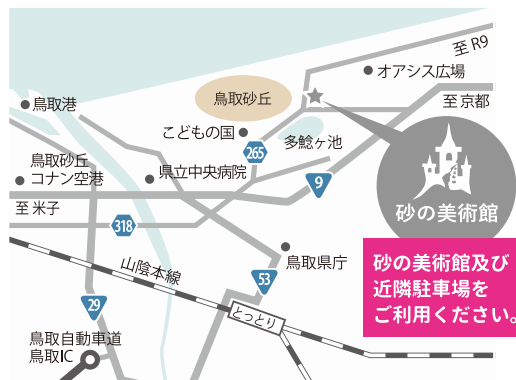 至 R9
オアシス広場
鳥取砂丘
至 京都
鳥取港
こどもの国
多鯰ヶ池
265
鳥取砂丘
コナン空港
県立中央病院
9
至 米子
318
砂の美術館
鳥取県庁
山陰本線
53
砂の美術館及び
近隣駐車場を
ご利用ください。
29
とっとり
鳥取自動車道
鳥取IC